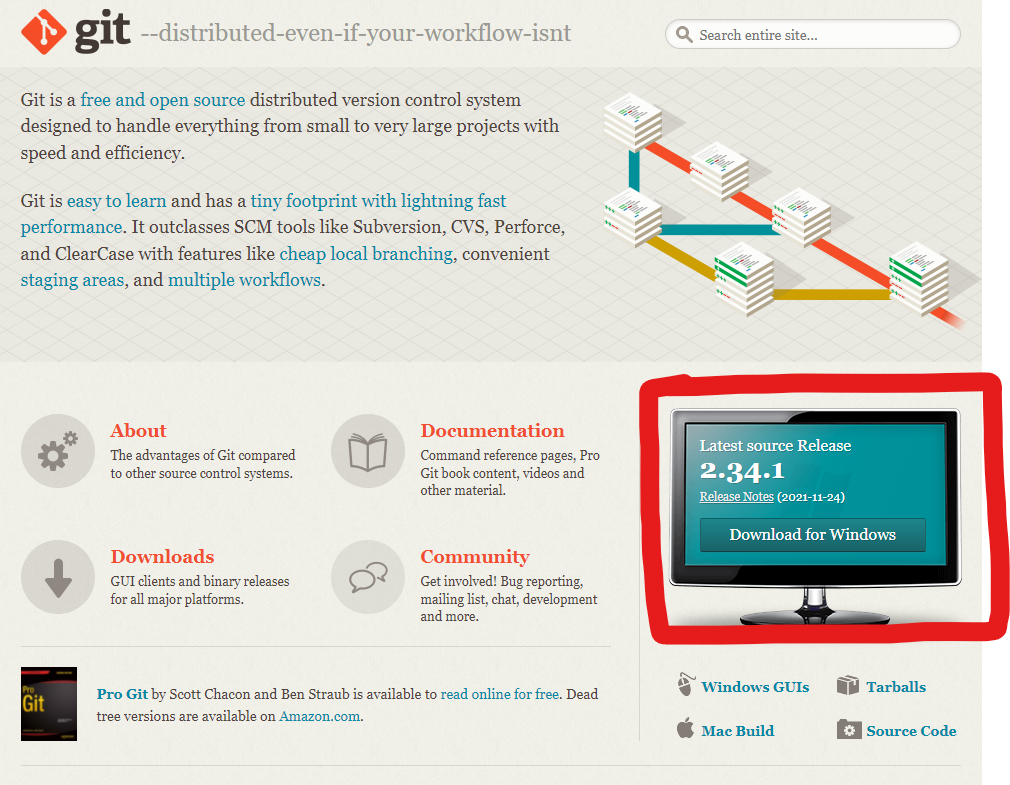 git --distributed-even-if-your-workflow-isnt
Search entire site...
Git is a free and open source distributed version control system
designed to handle everything from small to very large projects with
speed and efficiency.
Git is easy to learn and has a tiny footprint with lightning fast
performance. It outclasses SCM tools like Subversion, CVS, Perforce,
and ClearCase with features like cheap local branching, convenient
staging areas, and multiple workflows.
About
The advantages of Git compared
to other source control systems.
Documentation
Command reference pages, Pro
Git book content, videos and
other material.
Downloads
GUI clients and binary releases
for all major platforms.
Community
Get involved! Bug reporting,
mailing list, chat, development
and more.
Latest source Release
2.34.1
Release Notes (2021-11-24)
Download for Windows
Pro
Git
Pro Git by Scott Chacon and Ben Straub is available to read online for free. Dead
tree versions are available on Amazon.com.
Windows GUIs
Tarballs
Mac Build
Source Code